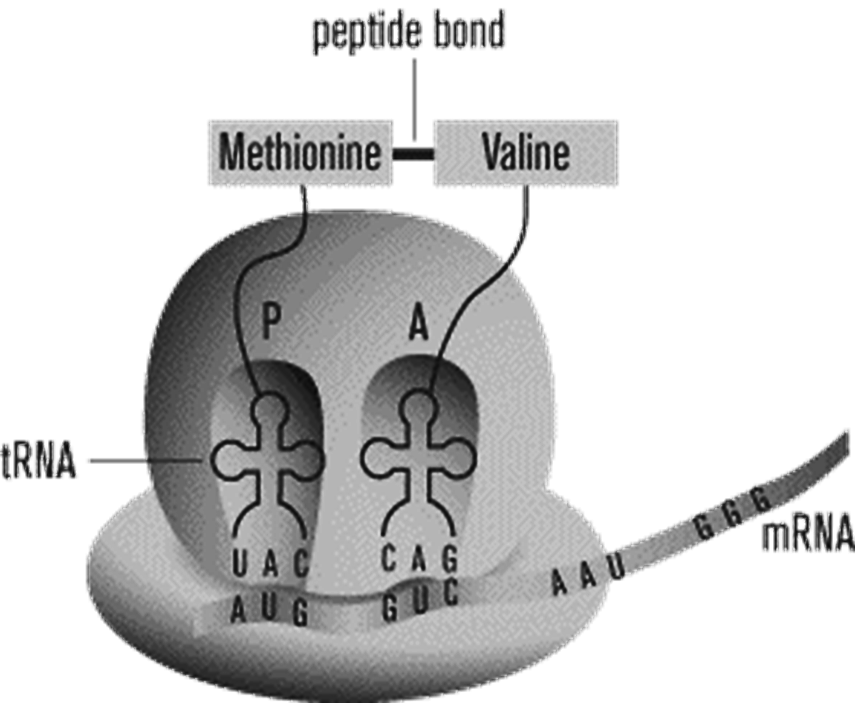 peptide bond
Methionine Valine
P A
tRNA
UAC CAG
AUG GUC AAU GGG
mRNA